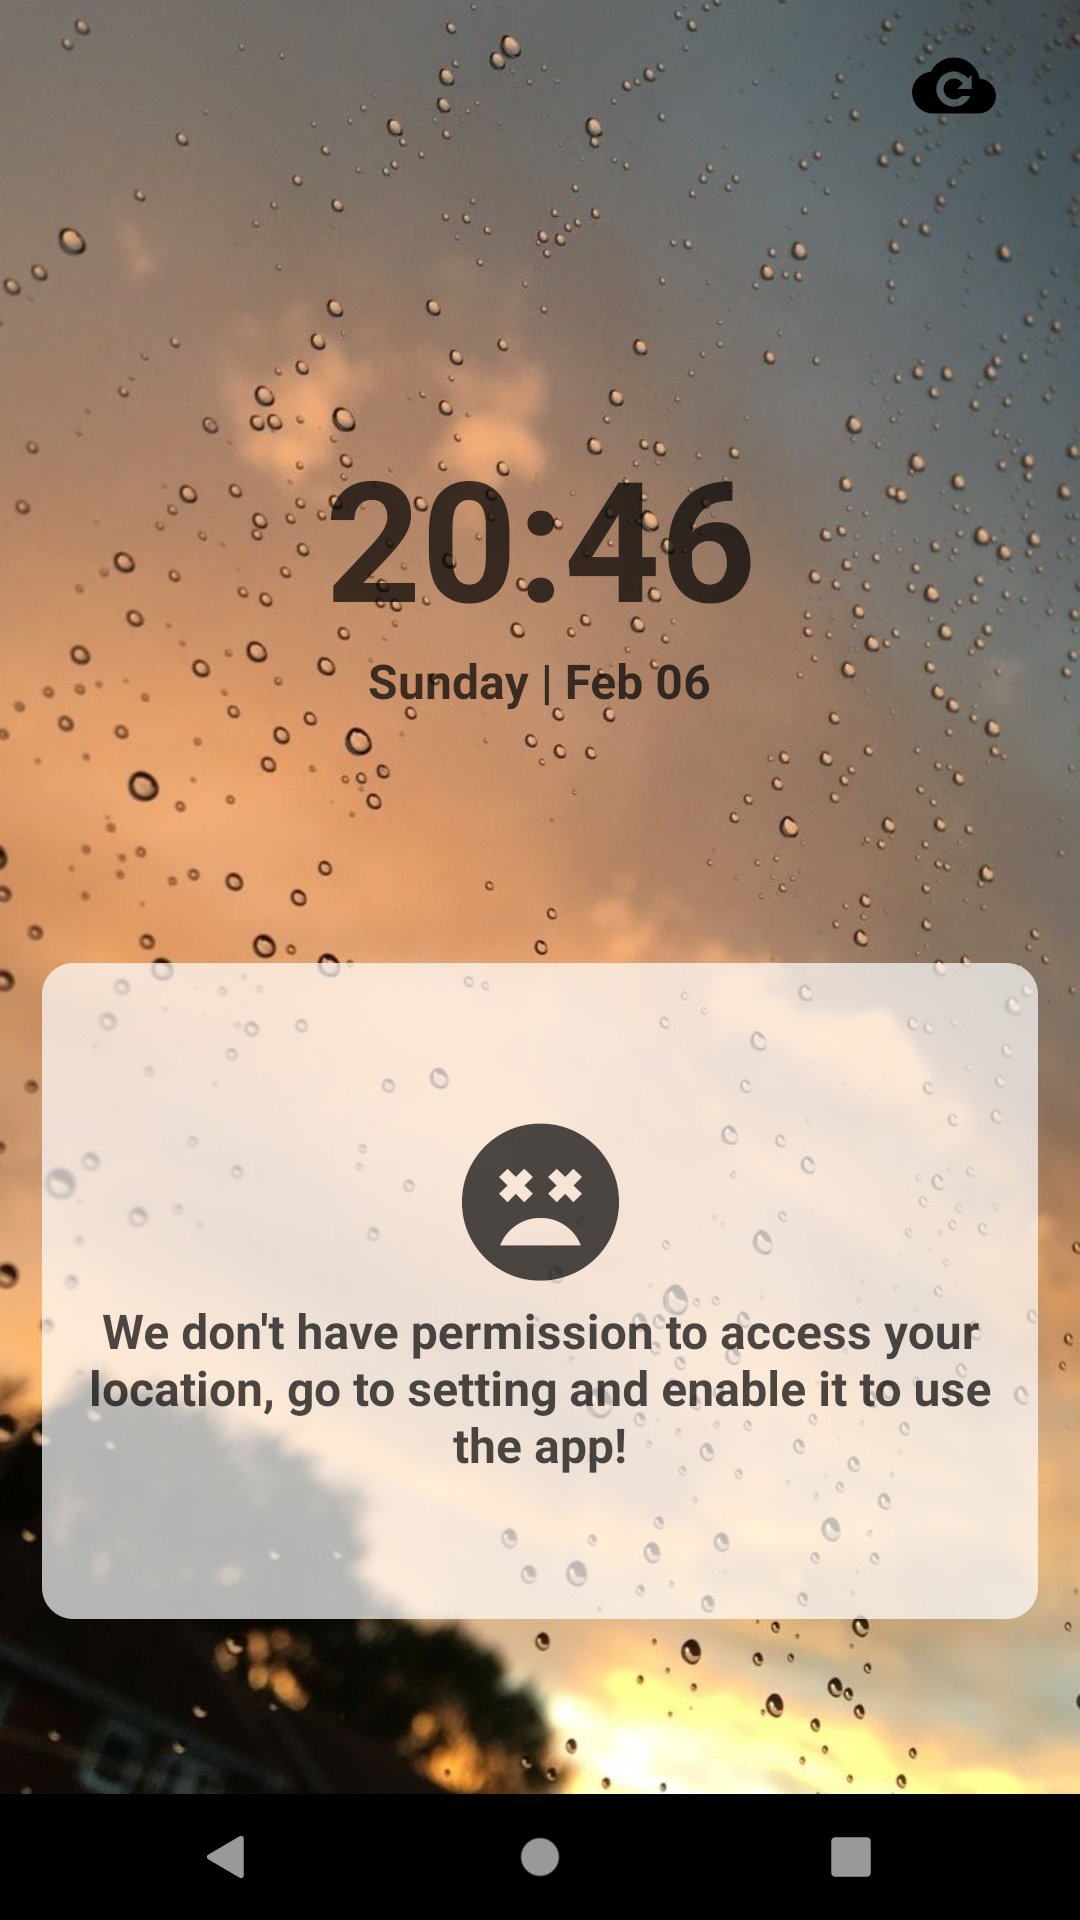 20:46
Sunday | Feb 06
We don't have permission to access your
location, go to setting and enable it to use
the app!